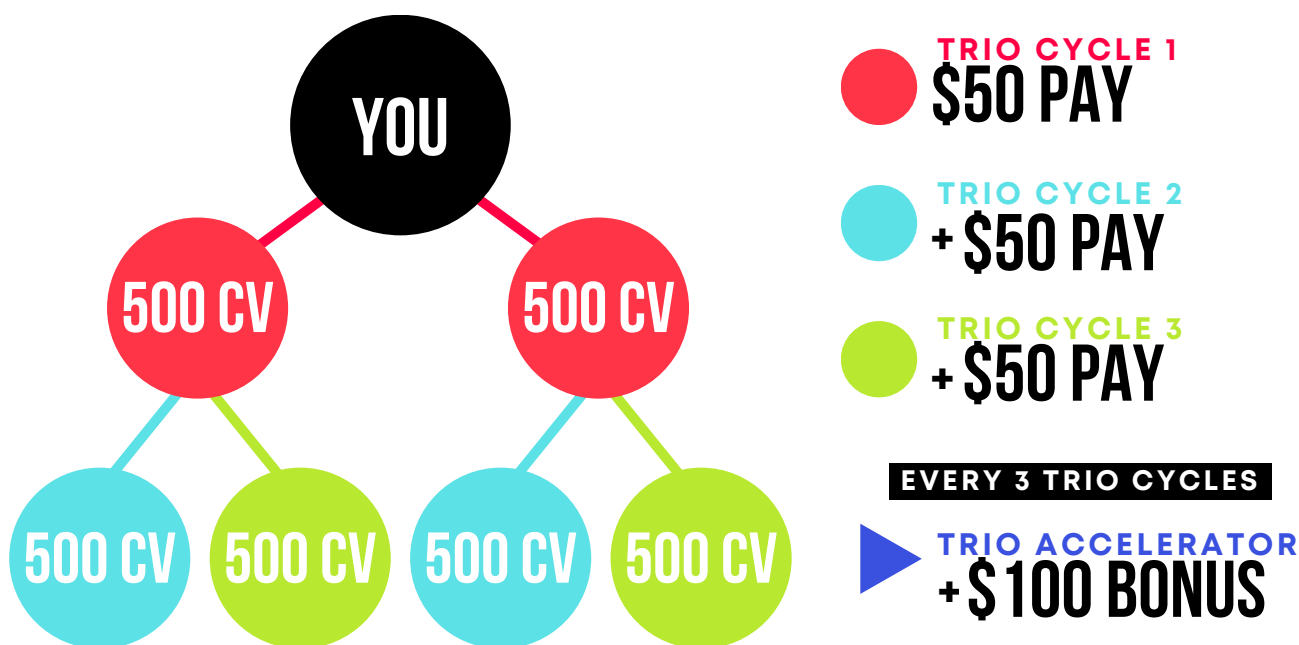 YOU
500 CV
500 CV
500 CV
500 CV
500 CV
500 CV
TRIO CYCLE 1
$50 PAY
TRIO CYCLE 2
+ $50 PAY
TRIO CYCLE 3
+ $50 PAY
EVERY 3 TRIO CYCLES
TRIO ACCELERATOR
+ $100 BONUS